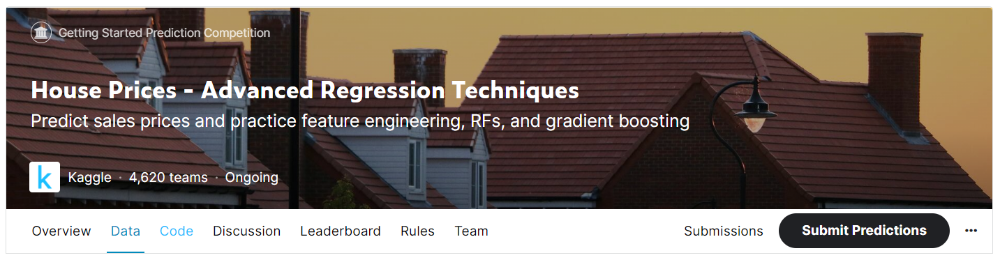 Getting Started Prediction Competition
House Prices - Advanced Regression Techniques
Predict sales prices and practice feature engineering, RFs, and gradient boosting
k Kaggle · 4,620 teams · Ongoing
Overview Data Code Discussion Leaderboard Rules Team Submissions Submit Predictions ···